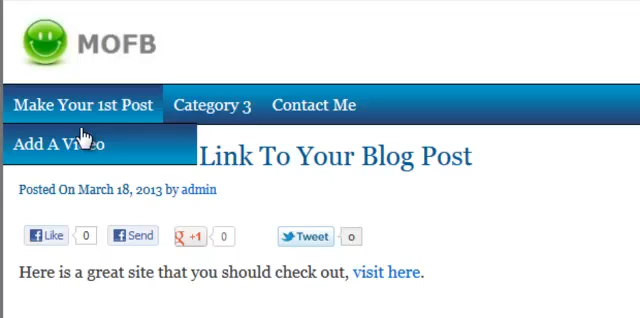 MOFB
Make Your 1st Post Category 3 Contact Me
Add A Video
Link To Your Blog Post
Posted On March 18, 2013 by admin
Like 0 Send g +1 0 Tweet 0
Here is a great site that you should check out, visit here.